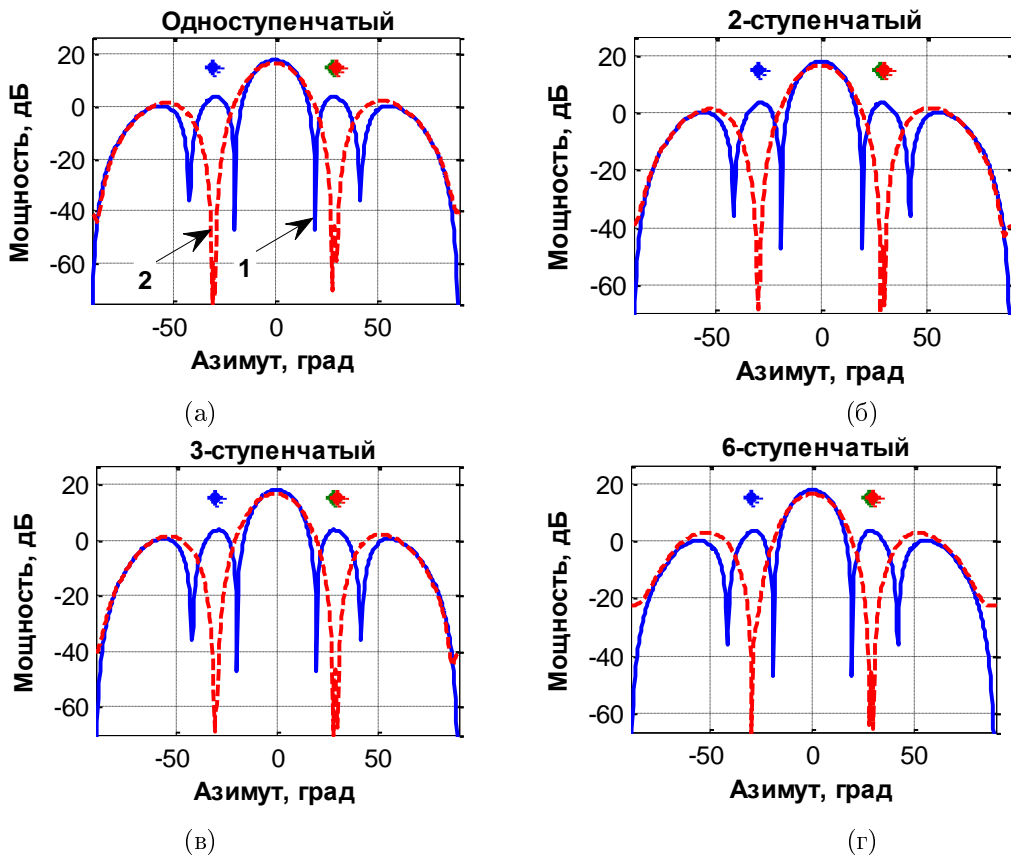 Одноступенчатый
Мощность, дБ
20
0
-20
-40
-60
2
1
-50
0
50
Азимут, град
(а)
2-ступенчатый
Мощность, дБ
20
0
-20
-40
-60
-50
0
50
Азимут, град
(б)
3-ступенчатый
Мощность, дБ
20
0
-20
-40
-60
-50
0
50
Азимут, град
(в)
6-ступенчатый
Мощность, дБ
20
0
-20
-40
-60
-50
0
50
Азимут, град
(г)